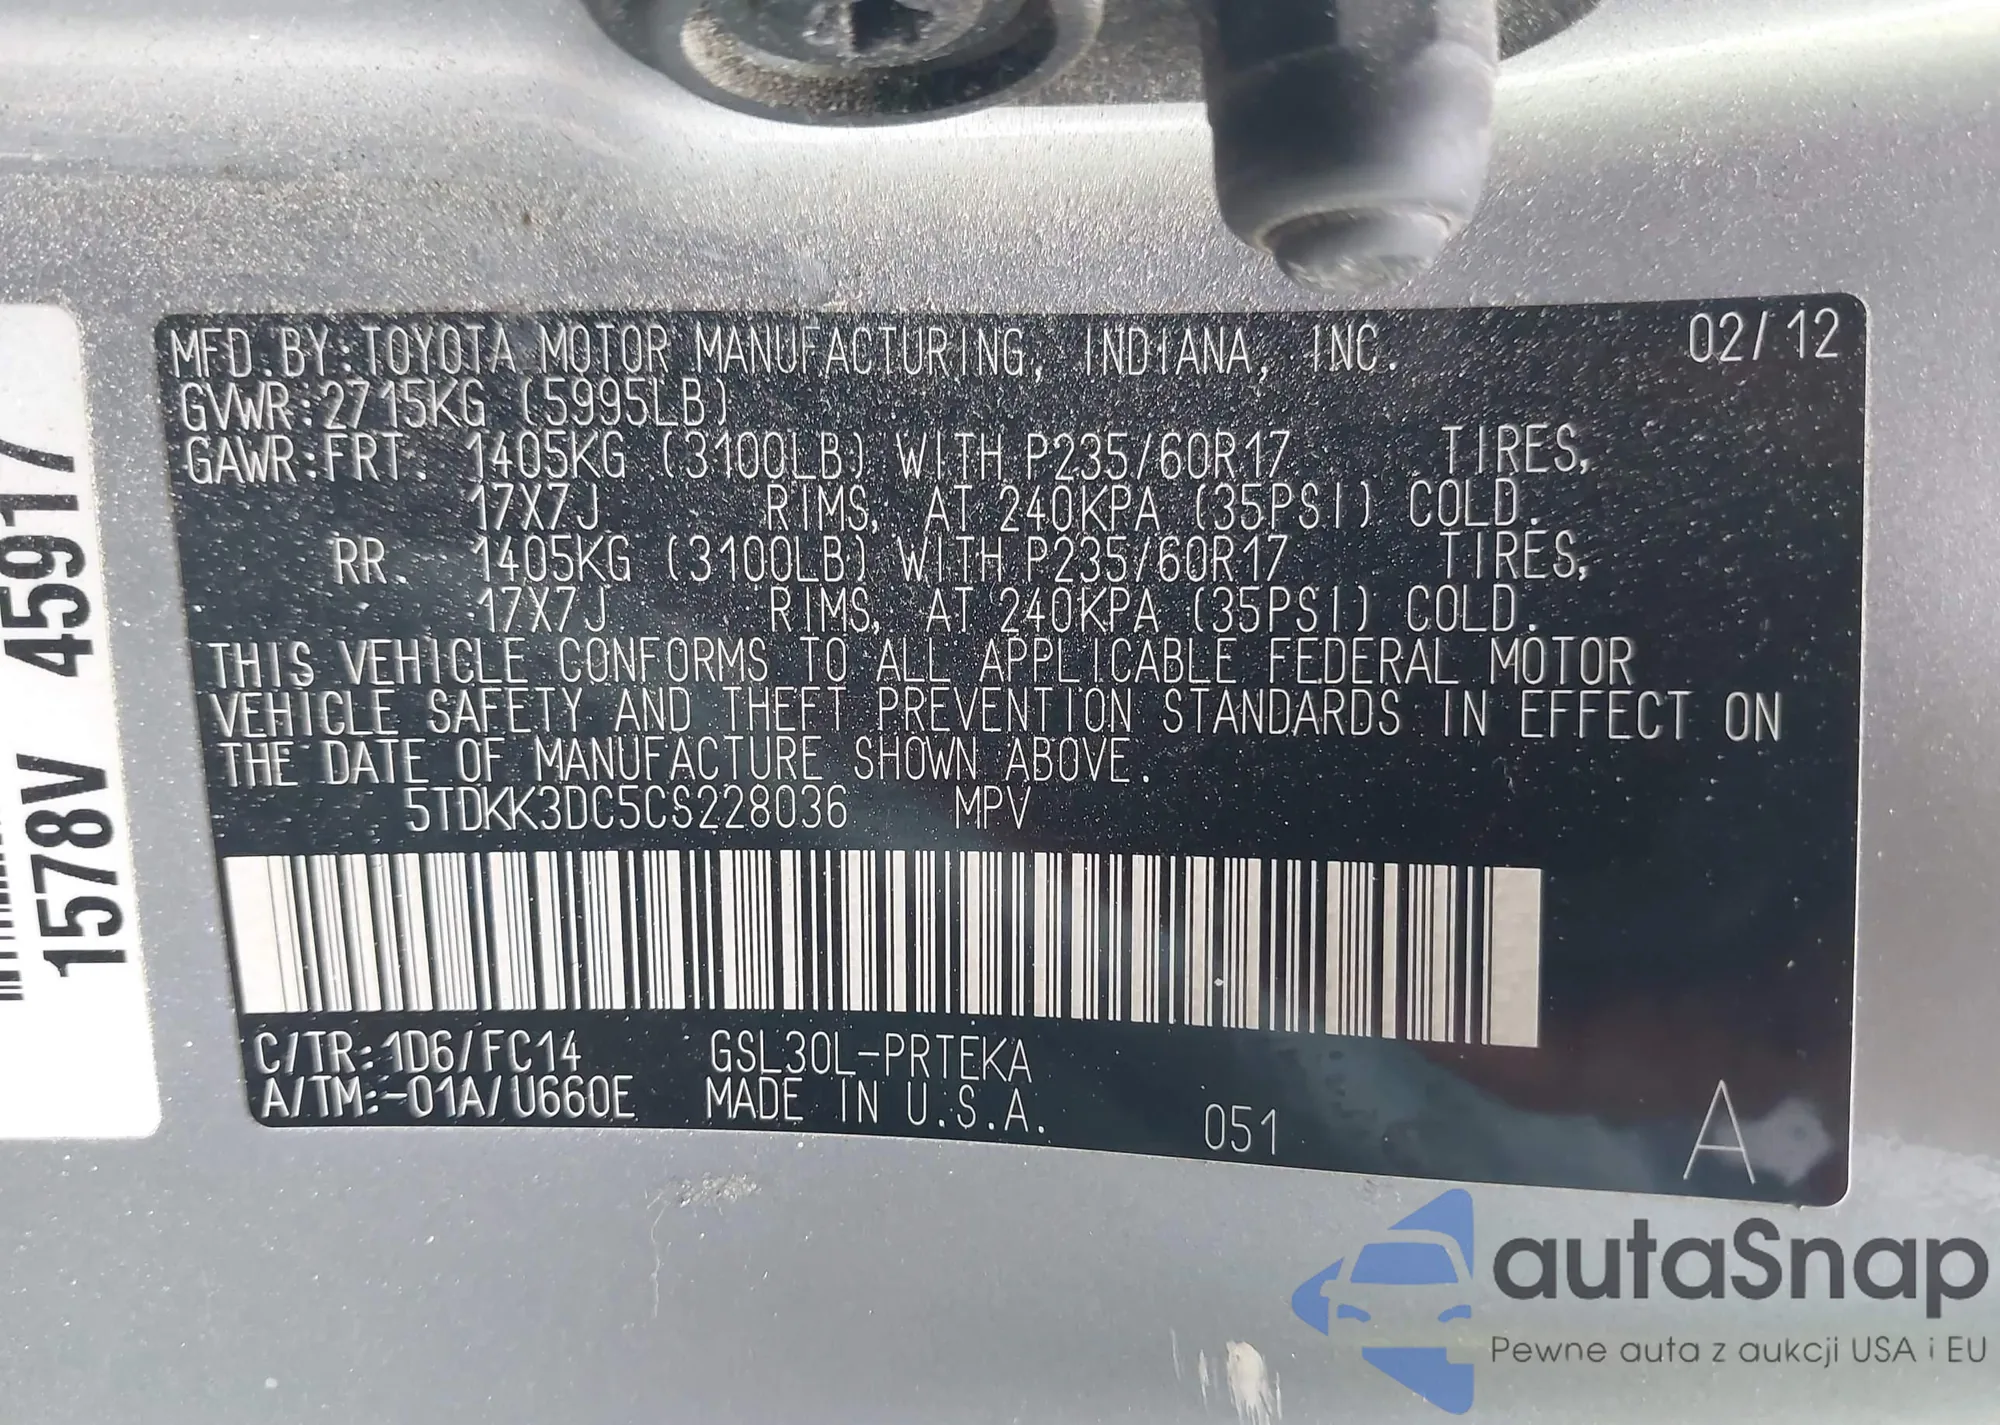 MFD.BY:TOYOTA MOTOR MANUFACTURING, INDIANA, INC. 02/12
GVWR:2715KG (5995LB)
GAWR:FRT. 1405KG (3100LB) WITH P235/60R17 TIRES,
17X7J RIMS, AT 240KPA (35PSI) COLD.
RR. 1405KG (3100LB) WITH P235/60R17 TIRES,
17X7J RIMS, AT 240KPA (35PSI) COLD.
THIS VEHICLE CONFORMS TO ALL APPLICABLE FEDERAL MOTOR
VEHICLE SAFETY AND THEFT PREVENTION STANDARDS IN EFFECT ON
THE DATE OF MANUFACTURE SHOWN ABOVE.
5TDKK3DC5CS228036 MPV
C/TR:1D6/FC14 GSL30L-PRTEKA
A/TM:-01A/U660E MADE IN U.S.A. 051 A
1578V 45917
autaSnap
Pewne auta z aukcji USA i EU